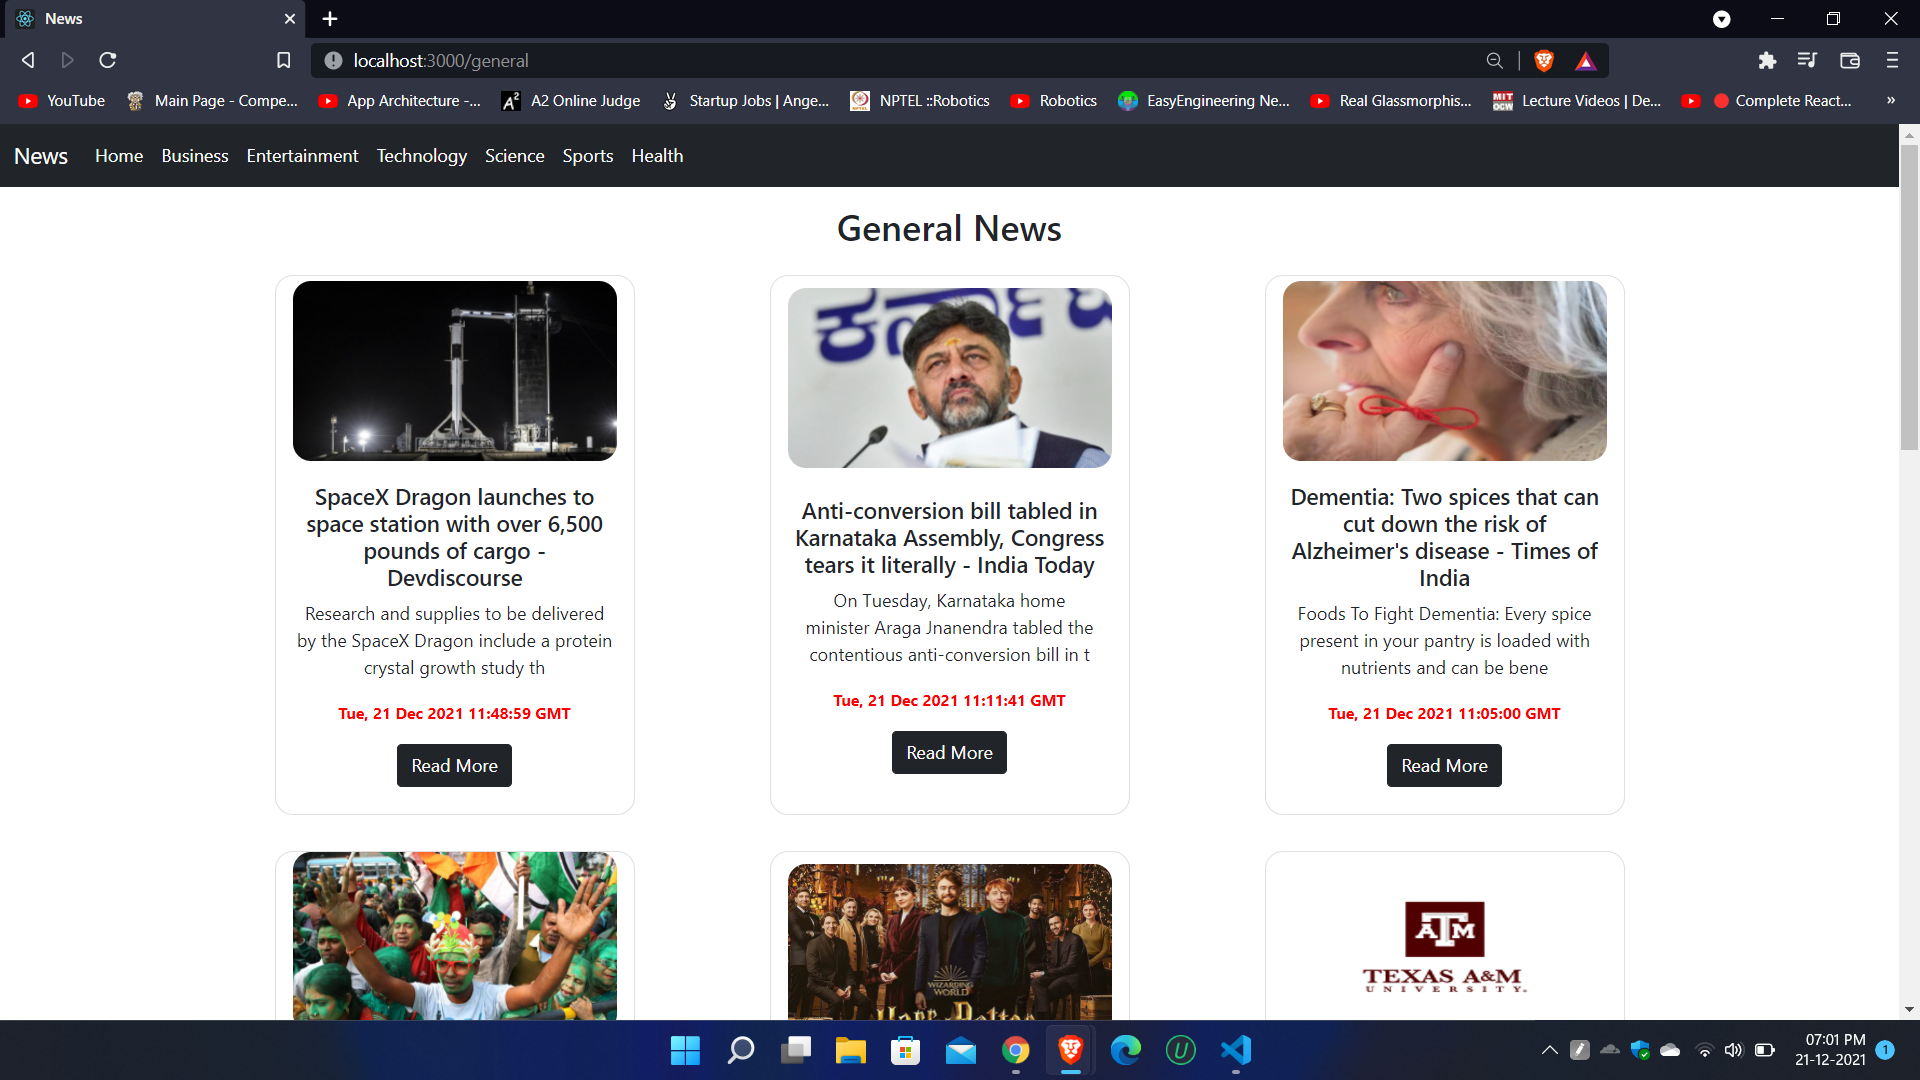 News
localhost:3000/general
YouTube
Main Page - Compe...
App Architecture -...
A2 Online Judge
Startup Jobs | Ange...
NPTEL ::Robotics
Robotics
EasyEngineering Ne...
Real Glassmorphis...
MIT OCW
Lecture Videos | De...
Complete React...
»
News
Home
Business
Entertainment
Technology
Science
Sports
Health
General News
SpaceX Dragon launches to
space station with over 6,500
pounds of cargo -
Devdiscourse
Research and supplies to be delivered
by the SpaceX Dragon include a protein
crystal growth study th
Tue, 21 Dec 2021 11:48:59 GMT
Read More
ಕರ್ನಾಟ
Anti-conversion bill tabled in
Karnataka Assembly, Congress
tears it literally - India Today
On Tuesday, Karnataka home
minister Araga Jnanendra tabled the
contentious anti-conversion bill in t
Tue, 21 Dec 2021 11:11:41 GMT
Read More
Dementia: Two spices that can
cut down the risk of
Alzheimer's disease - Times of
India
Foods To Fight Dementia: Every spice
present in your pantry is loaded with
nutrients and can be bene
Tue, 21 Dec 2021 11:05:00 GMT
Read More
WIZARDING
WORLD
Harry Potter
ATM
TEXAS A&M
UNIVERSITY.
07:01 PM
21-12-2021
1